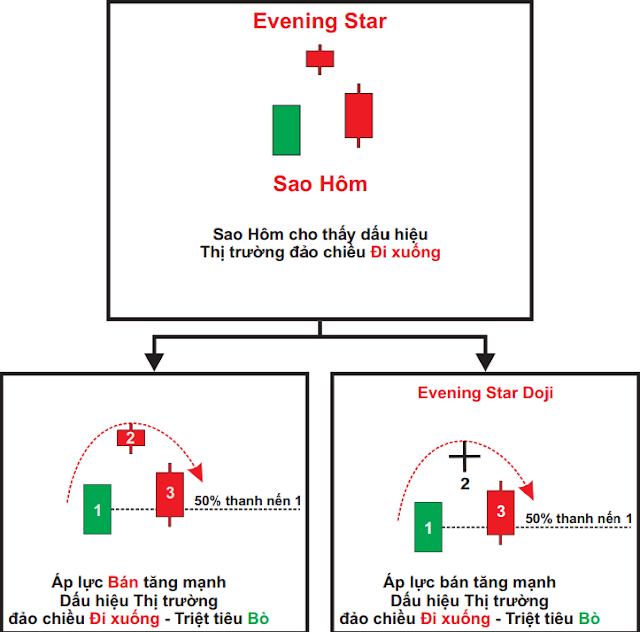 Evening Star
Sao Hôm
Sao Hôm cho thấy dấu hiệu
Thị trường đảo chiều Đi xuống
2
1
3
50% thanh nến 1
Áp lực Bán tăng mạnh
Dấu hiệu Thị trường
đảo chiều Đi xuống - Triệt tiêu Bò
Evening Star Doji
2
1
3
50% thanh nến 1
Áp lực bán tăng mạnh
Dấu hiệu Thị trường
đảo chiều Đi xuống - Triệt tiêu Bò